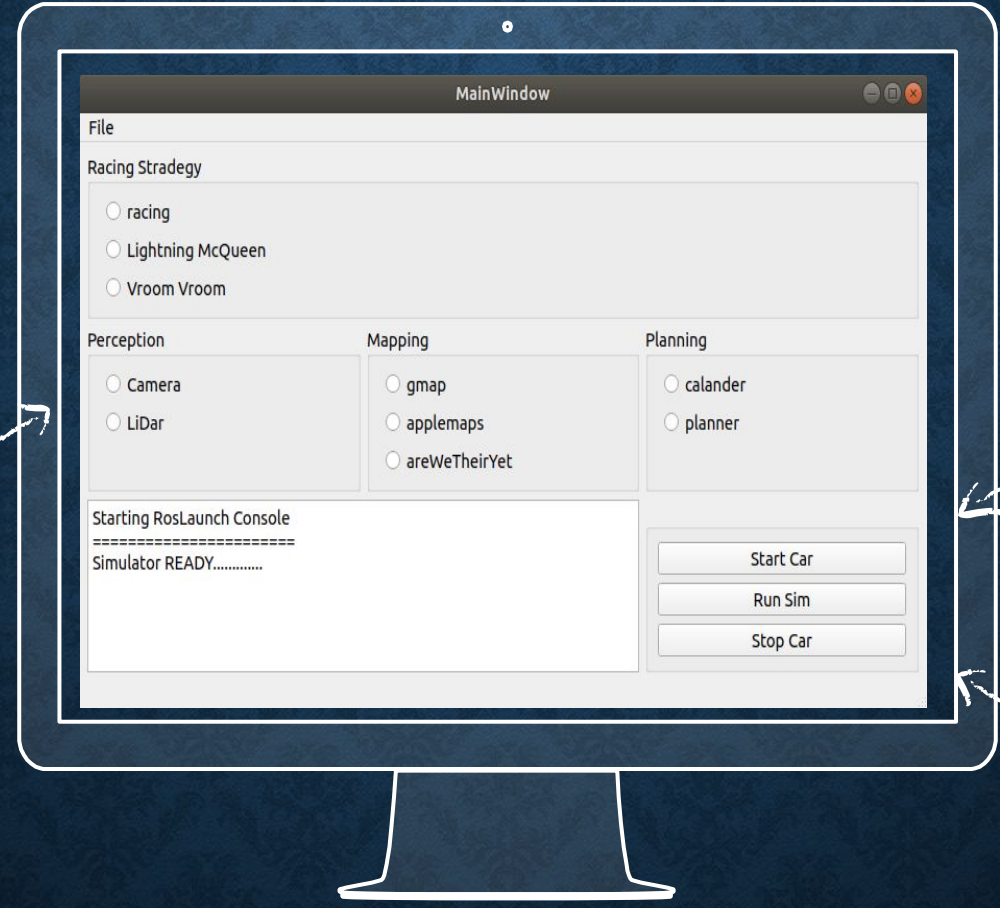 MainWindow
File
Racing Stradegy
racing
Lightning McQueen
Vroom Vroom
Perception
Camera
LiDar
Mapping
gmap
applemaps
areWeTheirYet
Planning
calander
planner
Starting RosLaunch Console
=======================
Simulator READY.............
Start Car
Run Sim
Stop Car